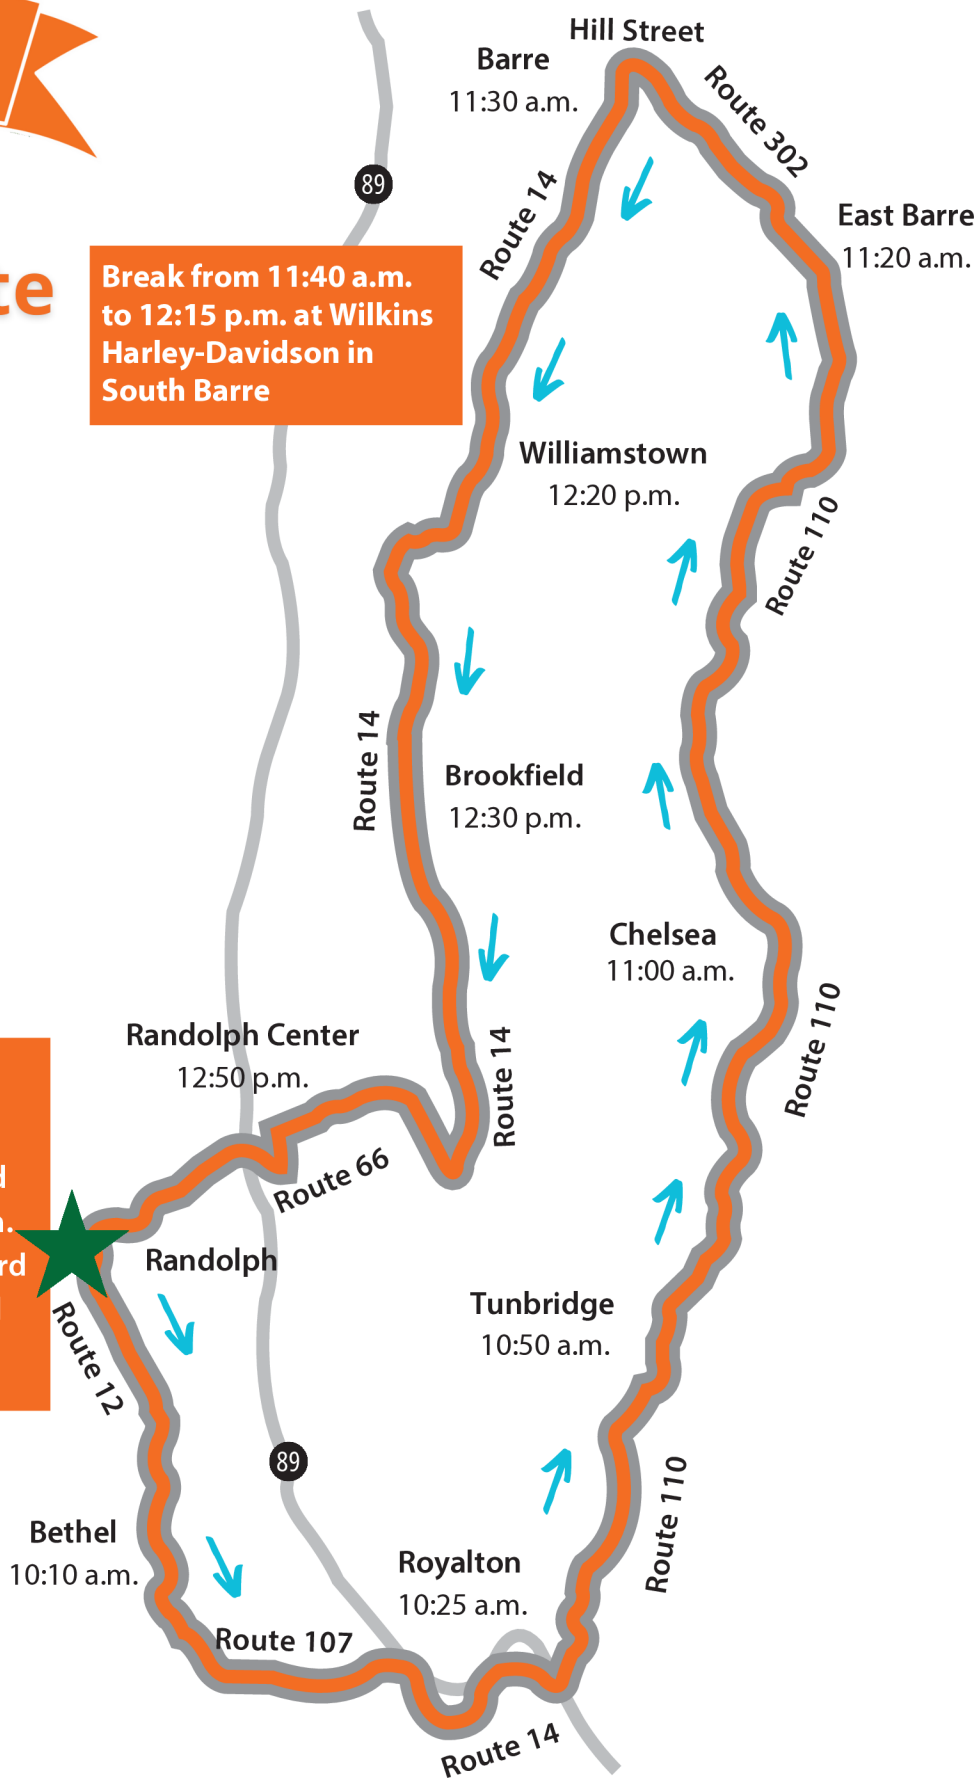 Hill Street
Barre
11:30 a.m.
Route 302
89
Route 14
East Barre
11:20 a.m.
Break from 11:40 a.m.
to 12:15 p.m. at Wilkins
Harley-Davidson in
South Barre
Williamstown
12:20 p.m.
Route 110
Route 14
Brookfield
12:30 p.m.
Chelsea
11:00 a.m.
Route 110
Randolph Center
12:50 p.m.
Route 14
Route 66
Randolph
Tunbridge
10:50 a.m.
Route 12
89
Route 110
Bethel
10:10 a.m.
Royalton
10:25 a.m.
Route 107
Route 14